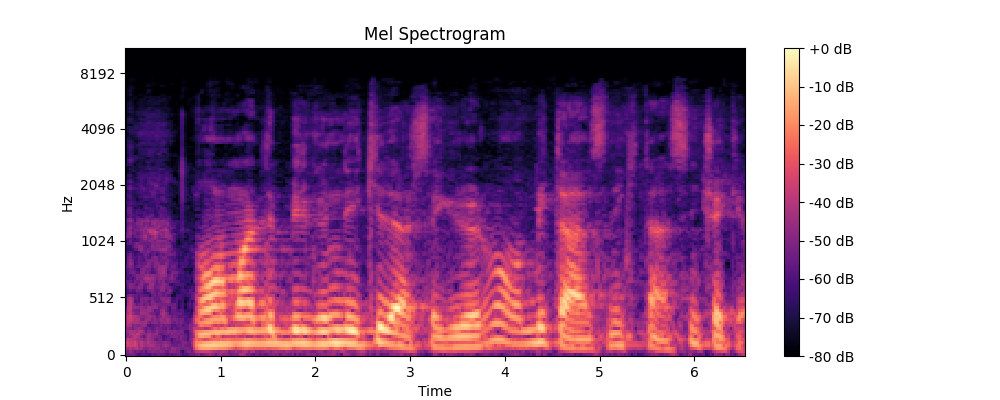 Mel Spectrogram
+0 dB
8192
-10 dB
4096
-20 dB
-30 dB
2048
Hz
-40 dB
1024
-50 dB
512
-60 dB
-70 dB
0
-80 dB
0 1 2 3 4 5 6
Time